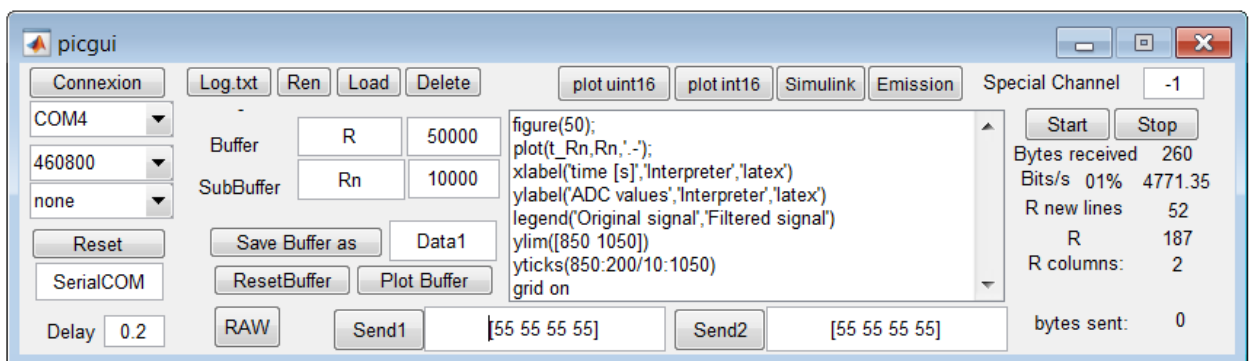 picgui
Connexion Log.txt Ren Load Delete plot uint16 plot int16 Simulink Emission Special Channel -1
COM4
460800
none
Reset
SerialCOM
Delay 0.2
-
Buffer R 50000
SubBuffer Rn 10000
Save Buffer as Data1
ResetBuffer Plot Buffer
RAW Send1 [55 55 55 55] Send2 [55 55 55 55]
figure(50);
plot(t_Rn,Rn,'.-');
xlabel('time [s]','Interpreter','latex')
ylabel('ADC values','Interpreter','latex')
legend('Original signal','Filtered signal')
ylim([850 1050])
yticks(850:200/10:1050)
grid on
Start Stop
Bytes received 260
Bits/s 01% 4771.35
R new lines 52
R 187
R columns: 2
bytes sent: 0